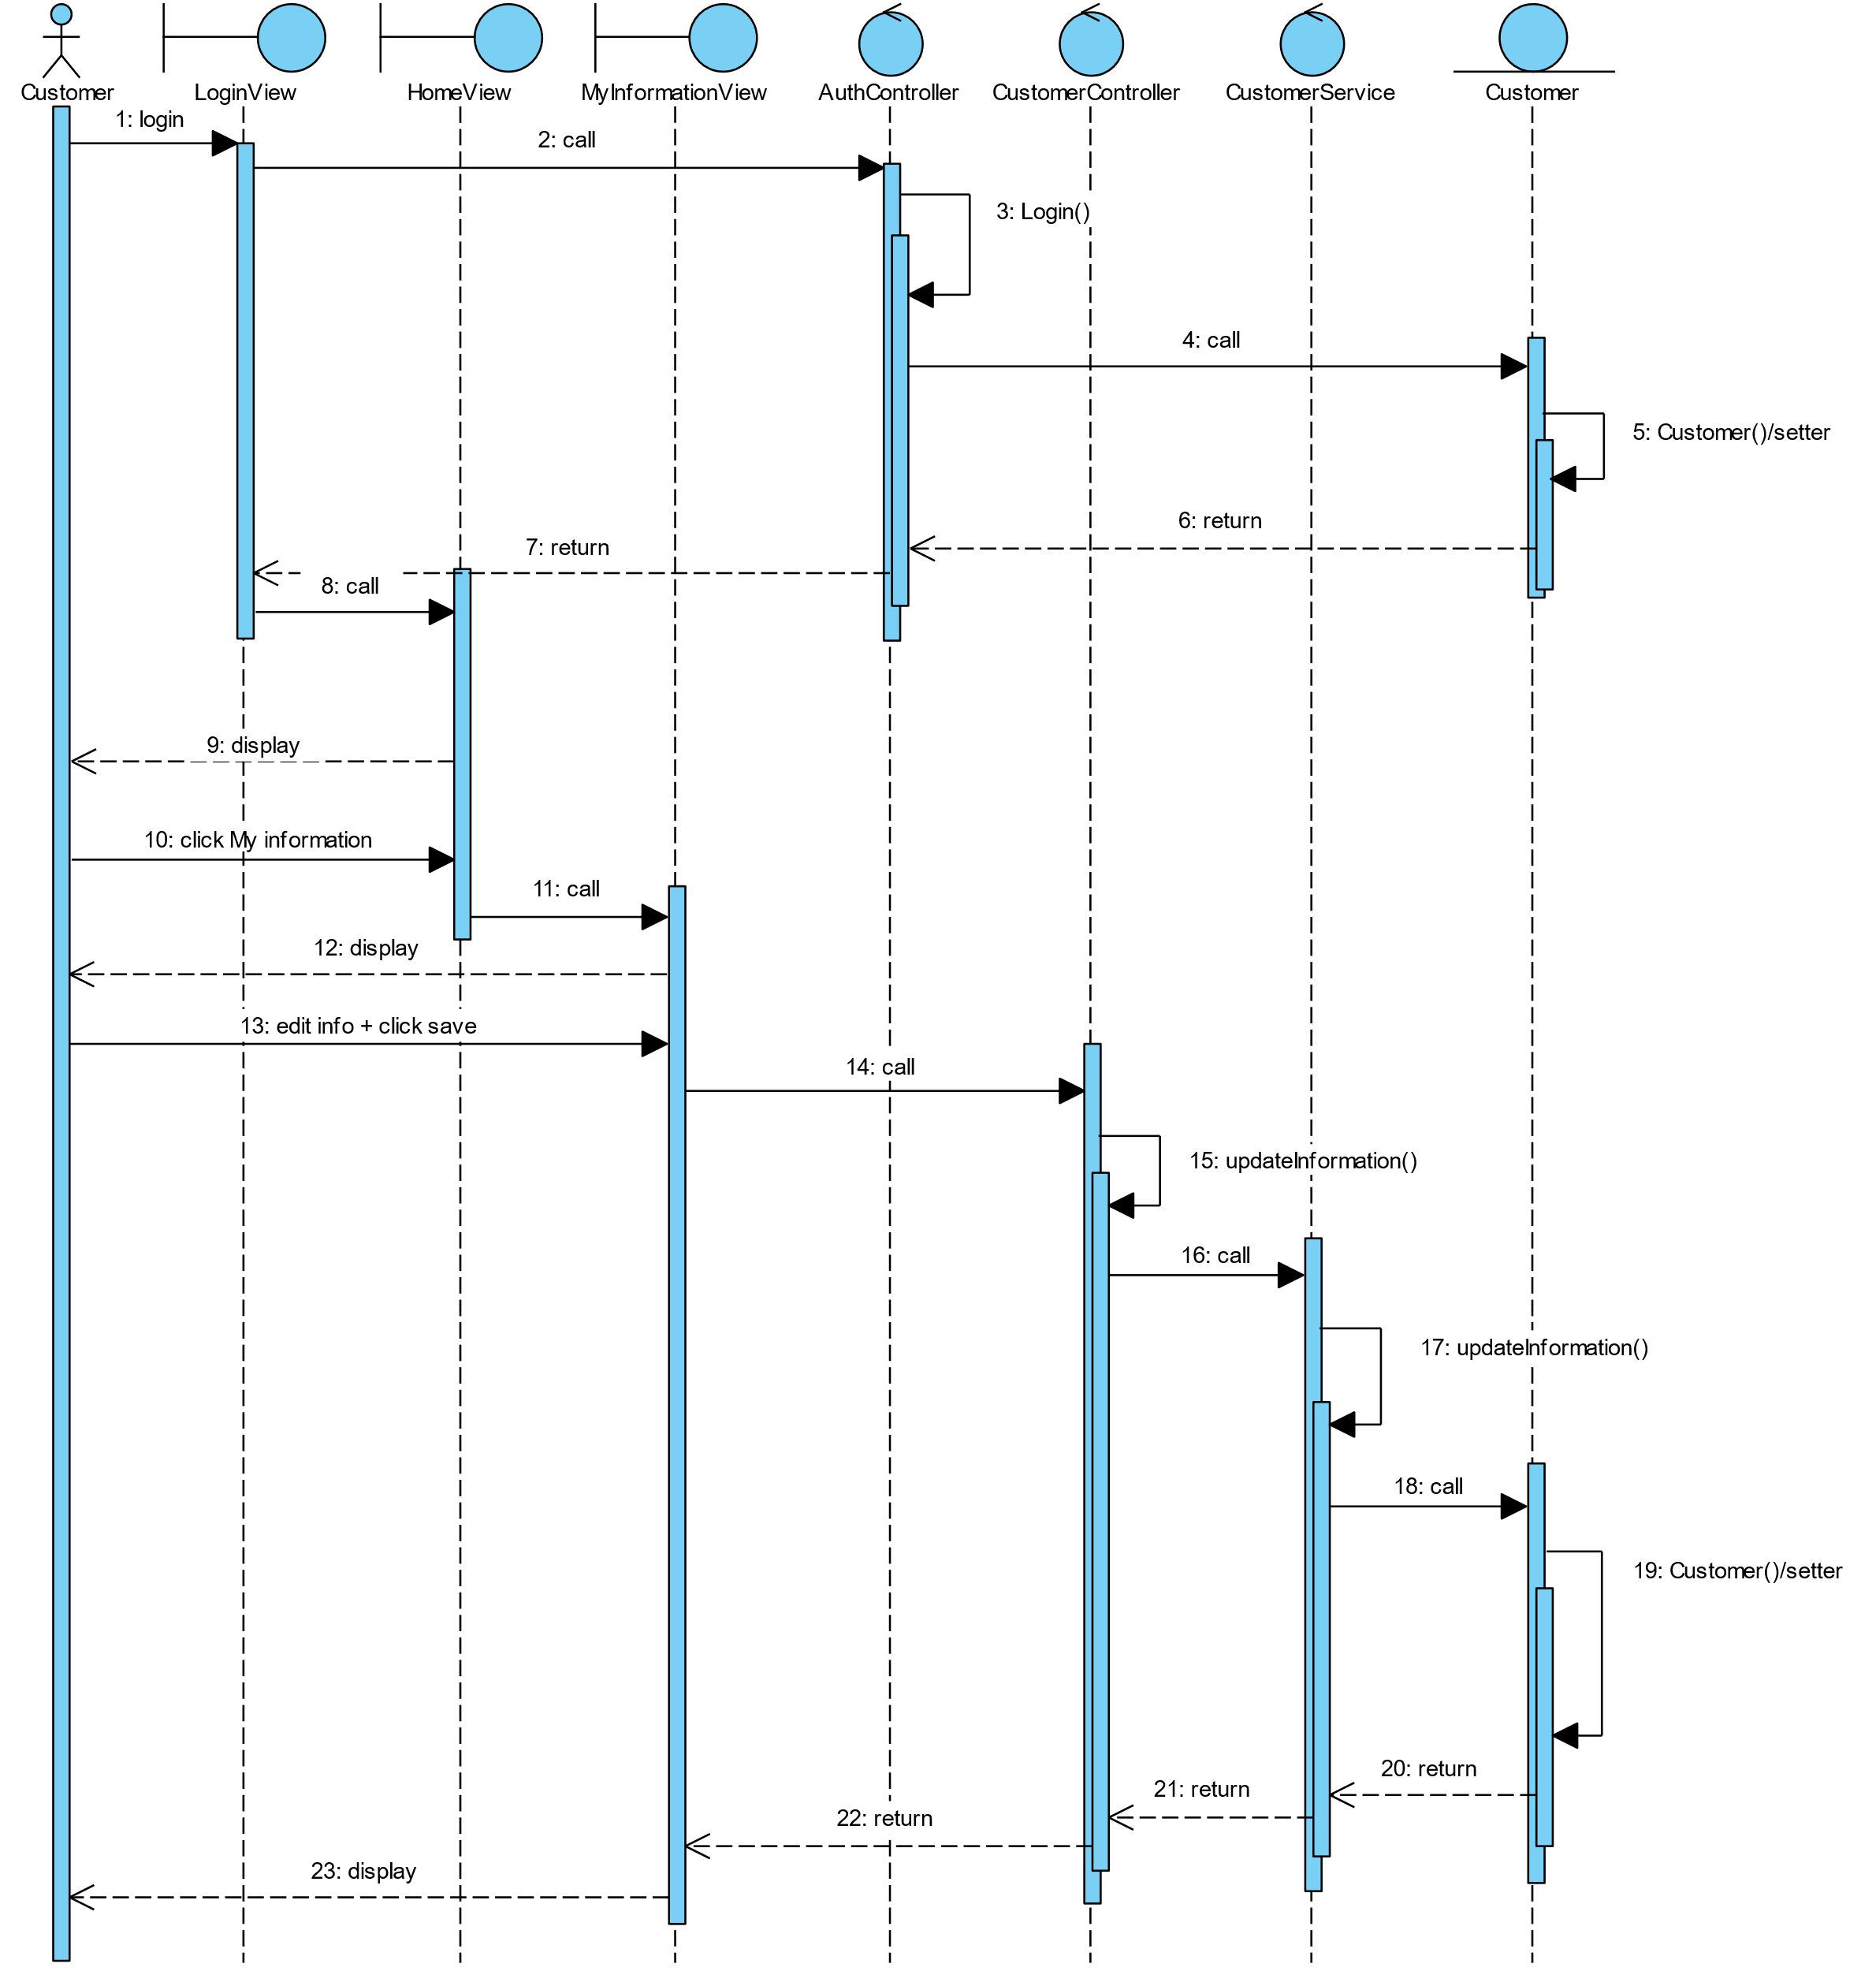 Customer
LoginView
HomeView
MyInformationView
AuthController
CustomerController
CustomerService
Customer
1: login
2: call
3: Login()
4: call
5: Customer()/setter
6: return
7: return
8: call
9: display
10: click My information
11: call
12: display
13: edit info + click save
14: call
15: updateInformation()
16: call
17: updateInformation()
18: call
19: Customer()/setter
20: return
21: return
22: return
23: display